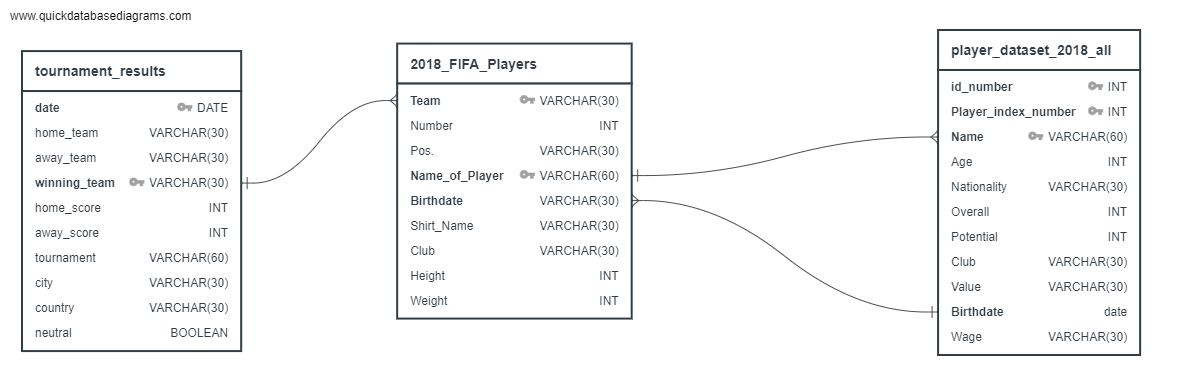 www.quickdatabasediagrams.com
tournament_results
date DATE
home_team VARCHAR(30)
away_team VARCHAR(30)
winning_team VARCHAR(30)
home_score INT
away_score INT
tournament VARCHAR(60)
city VARCHAR(30)
country VARCHAR(30)
neutral BOOLEAN
2018_FIFA_Players
Team VARCHAR(30)
Number INT
Pos. VARCHAR(30)
Name_of_Player VARCHAR(60)
Birthdate VARCHAR(30)
Shirt_Name VARCHAR(30)
Club VARCHAR(30)
Height INT
Weight INT
player_dataset_2018_all
id_number INT
Player_index_number INT
Name VARCHAR(60)
Age INT
Nationality VARCHAR(30)
Overall INT
Potential INT
Club VARCHAR(30)
Value VARCHAR(30)
Birthdate date
Wage VARCHAR(30)